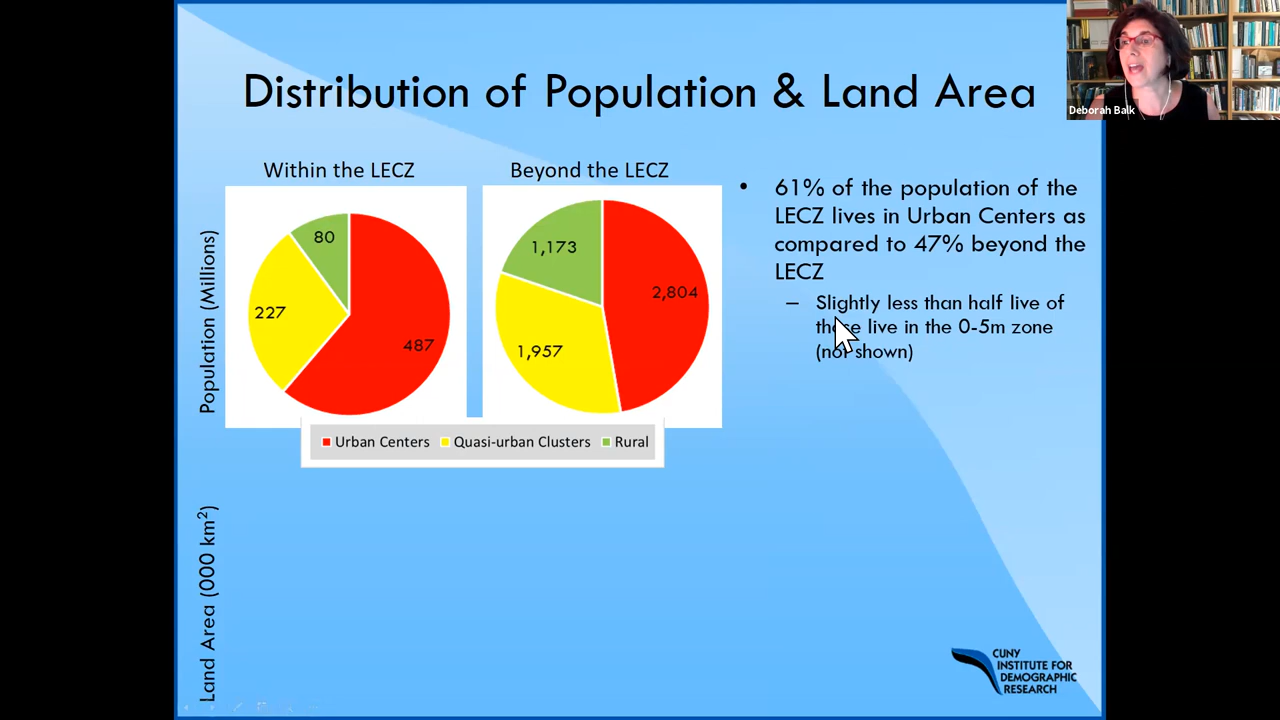 Distribution of Population & Land Area
Deborah Balk
Within the LECZ
Beyond the LECZ
Population (Millions)
80
227
487
1,173
2,804
1,957
Urban Centers
Quasi-urban Clusters
Rural
• 61% of the population of the
LECZ lives in Urban Centers as
compared to 47% beyond the
LECZ
– Slightly less than half live of
those live in the 0-5m zone
(not shown)
Land Area (000 km²)
CUNY
INSTITUTE FOR
DEMOGRAPHIC
RESEARCH